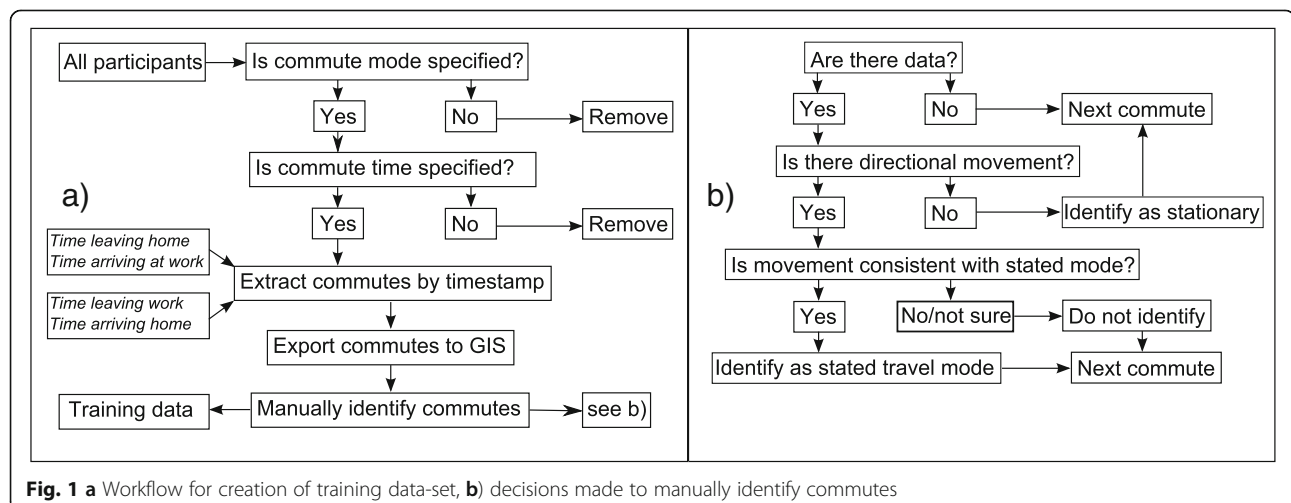 All participants
Is commute mode specified?
Yes
No
Remove
Is commute time specified?
a)
Yes
No
Remove
Time leaving home
Time arriving at work
Extract commutes by timestamp
Time leaving work
Time arriving home
Export commutes to GIS
Training data
Manually identify commutes
see b)
Are there data?
Yes
No
Next commute
Is there directional movement?
b)
Yes
No
Identify as stationary
Is movement consistent with stated mode?
Yes
No/not sure
Do not identify
Identify as stated travel mode
Next commute
Fig. 1 a Workflow for creation of training data-set, b) decisions made to manually identify commutes